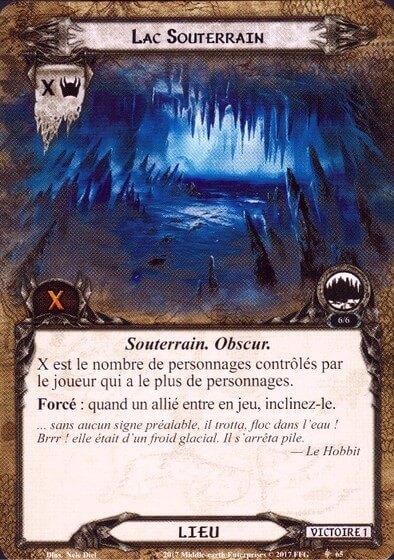 Lac Souterrain
X
X
6/6
Souterrain. Obscur.
X est le nombre de personnages contrôlés par
le joueur qui a le plus de personnages.
Forcé : quand un allié entre en jeu, inclinez-le.
... sans aucun signe préalable, il trotta, floc dans l'eau !
Brrr ! elle était d'un froid glacial. Il s'arrêta pile.
— Le Hobbit
LIEU
VICTOIRE 1
Illus. Nele Diel
© 2017 Middle-earth Enterprises © 2017 FFG
65